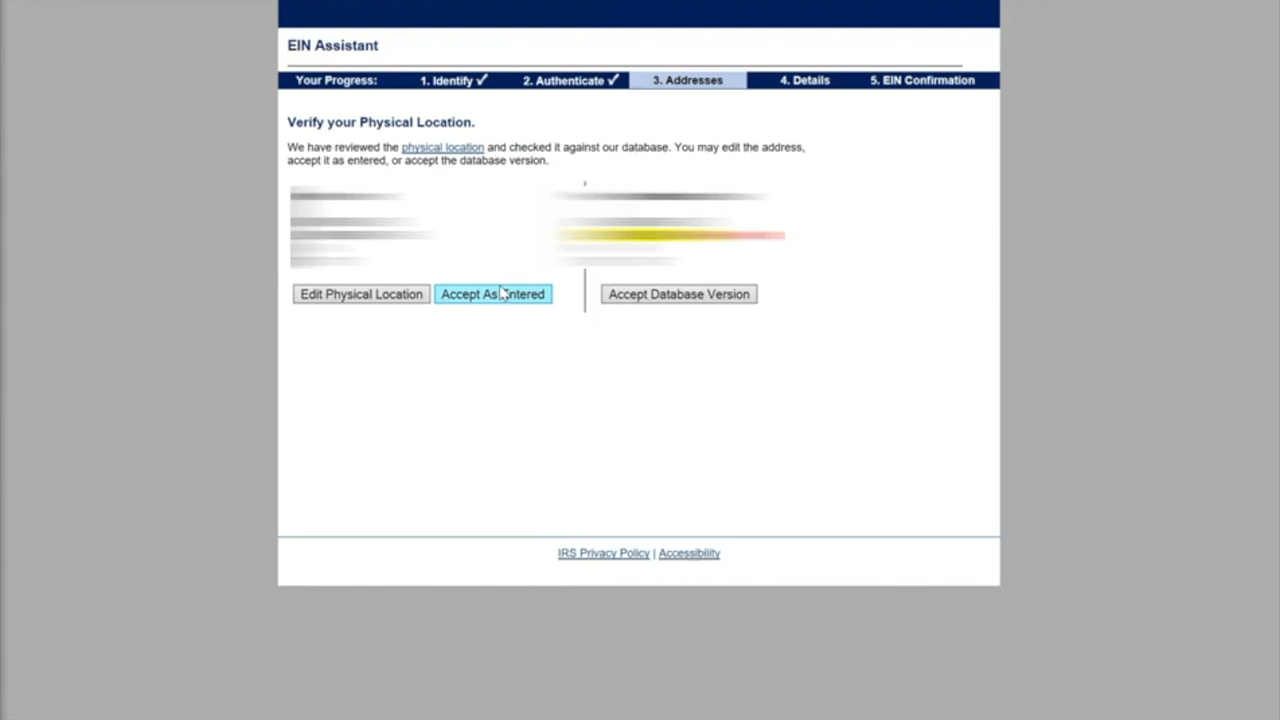 EIN Assistant
Your Progress: 1. Identify ✓ 2. Authenticate ✓ 3. Addresses 4. Details 5. EIN Confirmation
Verify your Physical Location.
We have reviewed the physical location and checked it against our database. You may edit the address,
accept it as entered, or accept the database version.
Edit Physical Location Accept As Entered Accept Database Version
IRS Privacy Policy | Accessibility